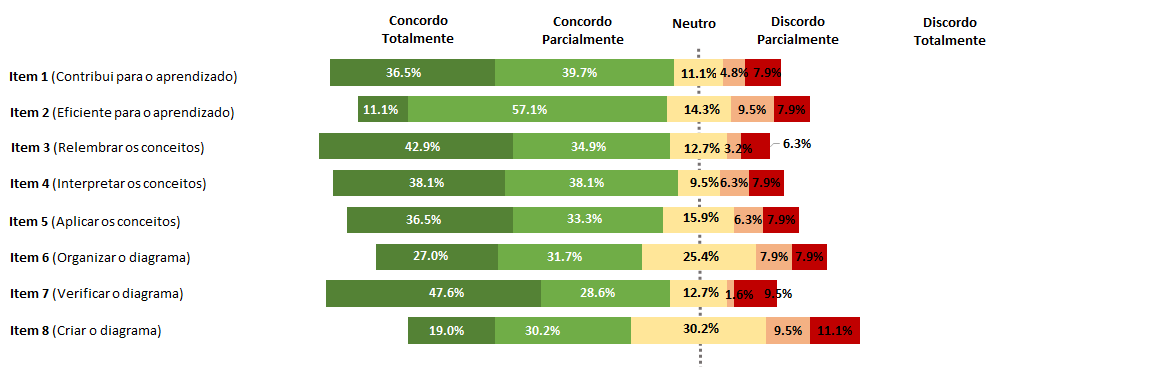 Concordo Totalmente
Concordo Parcialmente
Neutro
Discordo Parcialmente
Discordo Totalmente
Item 1 (Contribui para o aprendizado) 36.5% 39.7% 11.1% 4.8% 7.9%
Item 2 (Eficiente para o aprendizado) 11.1% 57.1% 14.3% 9.5% 7.9%
Item 3 (Relembrar os conceitos) 42.9% 34.9% 12.7% 3.2% 6.3%
Item 4 (Interpretar os conceitos) 38.1% 38.1% 9.5% 6.3% 7.9%
Item 5 (Aplicar os conceitos) 36.5% 33.3% 15.9% 6.3% 7.9%
Item 6 (Organizar o diagrama) 27.0% 31.7% 25.4% 7.9% 7.9%
Item 7 (Verificar o diagrama) 47.6% 28.6% 12.7% 1.6% 9.5%
Item 8 (Criar o diagrama) 19.0% 30.2% 30.2% 9.5% 11.1%